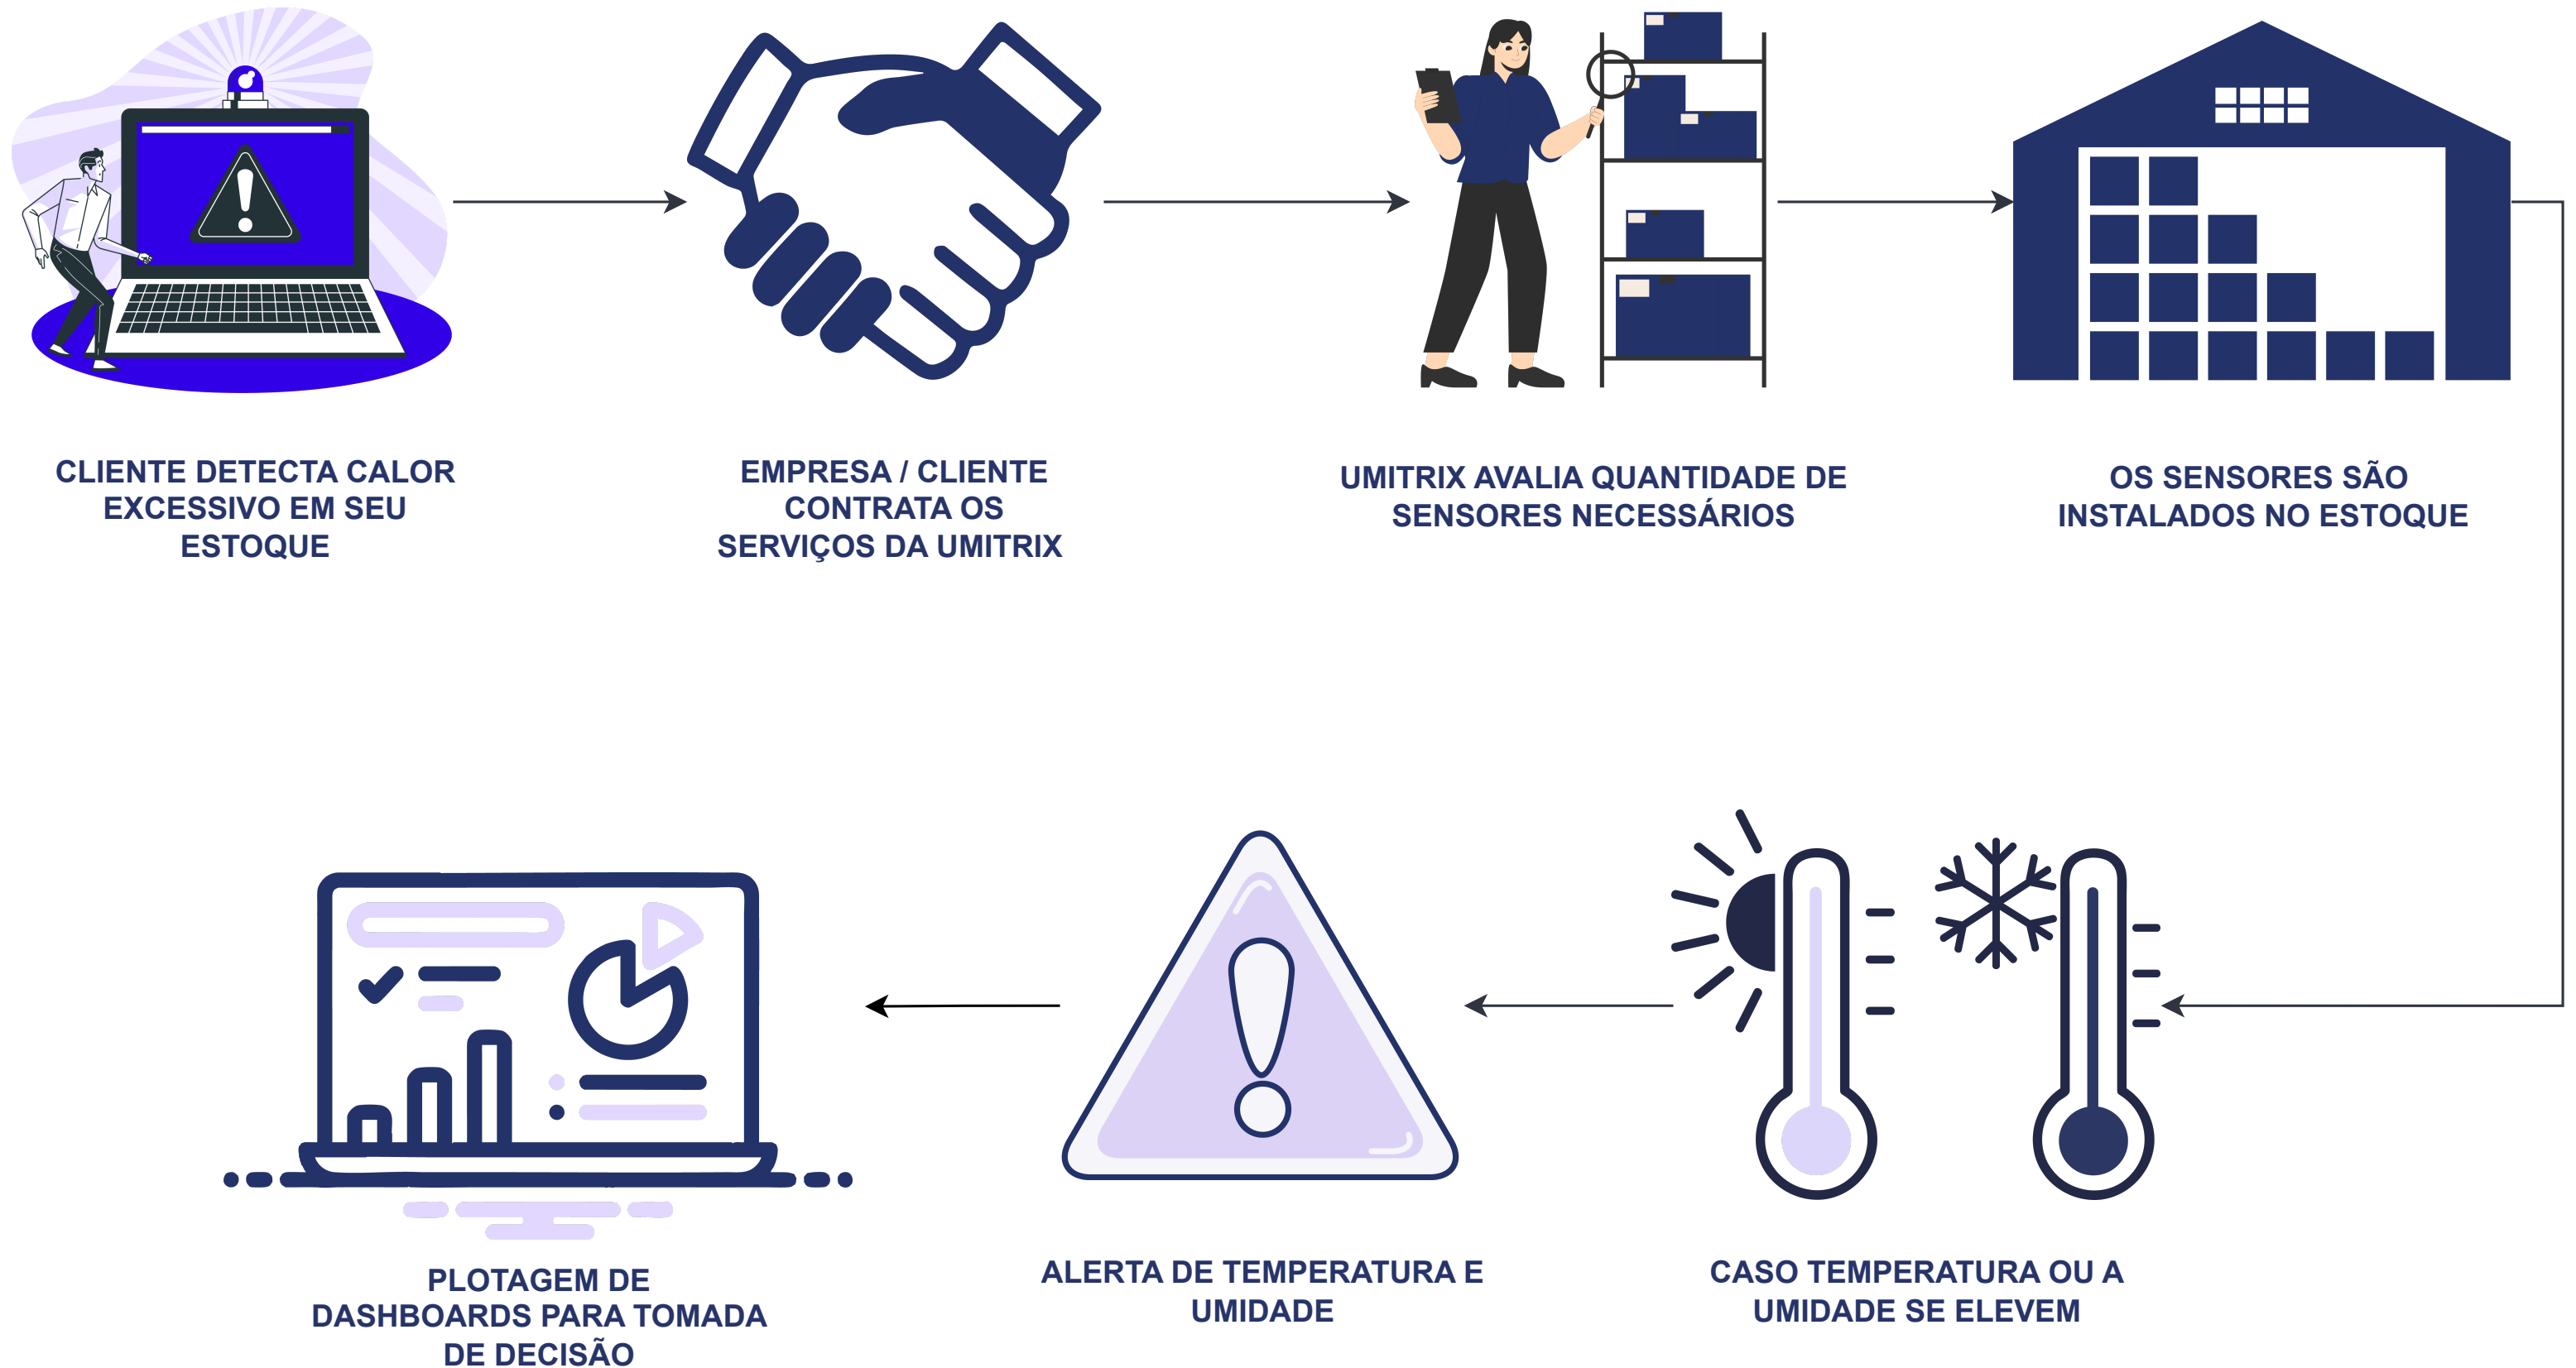 CLIENTE DETECTA CALOR
EXCESSIVO EM SEU
ESTOQUE
EMPRESA / CLIENTE
CONTRATA OS
SERVIÇOS DA UMITRIX
UMITRIX AVALIA QUANTIDADE DE
SENSORES NECESSÁRIOS
OS SENSORES SÃO
INSTALADOS NO ESTOQUE
CASO TEMPERATURA OU A
UMIDADE SE ELEVEM
ALERTA DE TEMPERATURA E
UMIDADE
PLOTAGEM DE
DASHBOARDS PARA TOMADA
DE DECISÃO